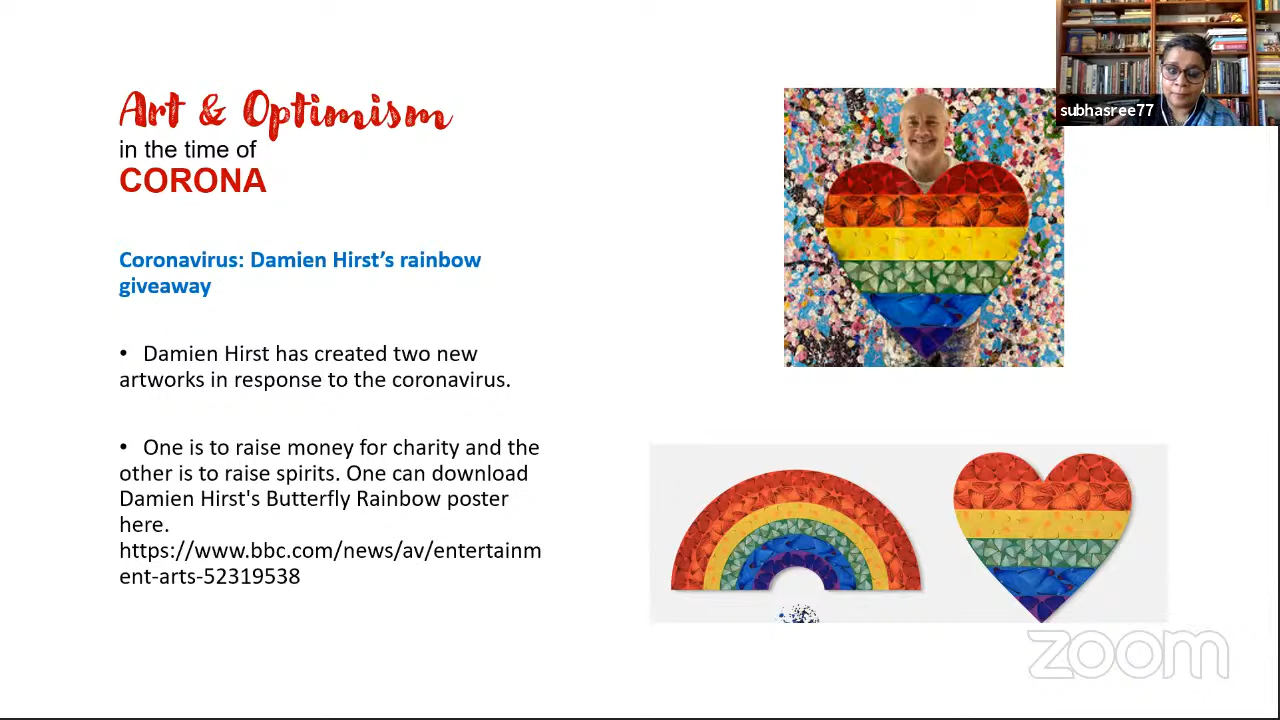 Art & Optimism
in the time of
CORONA
Coronavirus: Damien Hirst’s rainbow
giveaway
• Damien Hirst has created two new
artworks in response to the coronavirus.
• One is to raise money for charity and the
other is to raise spirits. One can download
Damien Hirst's Butterfly Rainbow poster
here.
https://www.bbc.com/news/av/entertainm
ent-arts-52319538
subhasree77
zoom